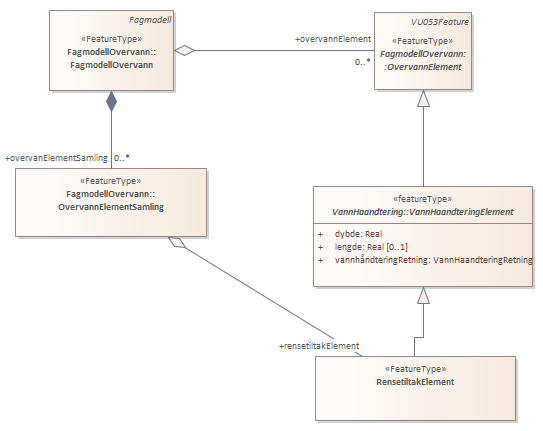 Fagmodell
«FeatureType»
FagmodellOvervann::
FagmodellOvervann
+overvannElement
0..*
VU053Feature
«FeatureType»
FagmodellOvervann:
:OvervannElement
+overvanElementSamling
0..*
«FeatureType»
FagmodellOvervann::
OvervannElementSamling
«featureType»
VannHaandtering::VannHaandteringElement
+ dybde: Real
+ lengde: Real [0..1]
+ vannhåndteringRetning: VannHaandteringRetning
+rensetiltakElement
«FeatureType»
RensetiltakElement